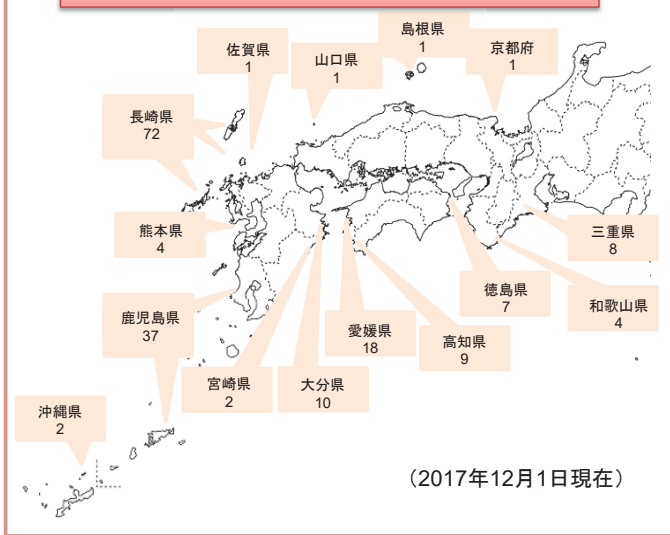 島根県
1
京都府
1
佐賀県
1
山口県
1
長崎県
72
熊本県
4
三重県
8
徳島県
7
和歌山県
4
鹿児島県
37
愛媛県
18
高知県
9
宮崎県
2
大分県
10
沖縄県
2
(2017年12月1日現在)